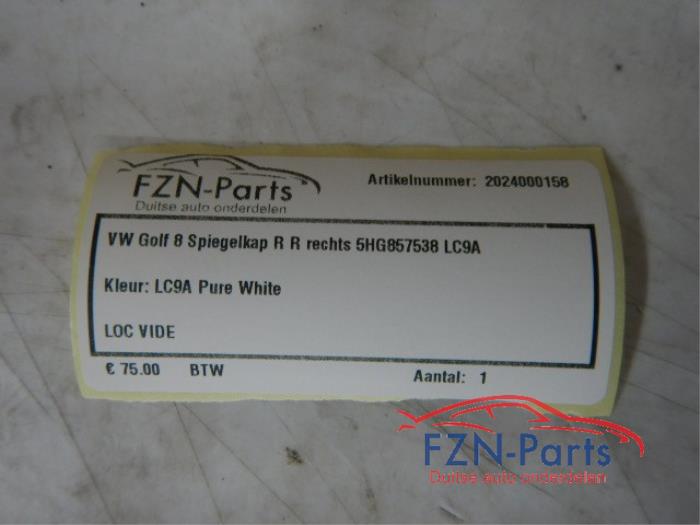 FZN-Parts
Duitse auto onderdelen
Artikelnummer: 2024000158
VW Golf 8 Spiegelkap R R rechts 5HG857538 LC9A
Kleur: LC9A Pure White
LOC VIDE
€ 75.00 BTW
Aantal: 1
FZN-Parts
Duitse auto onderdelen